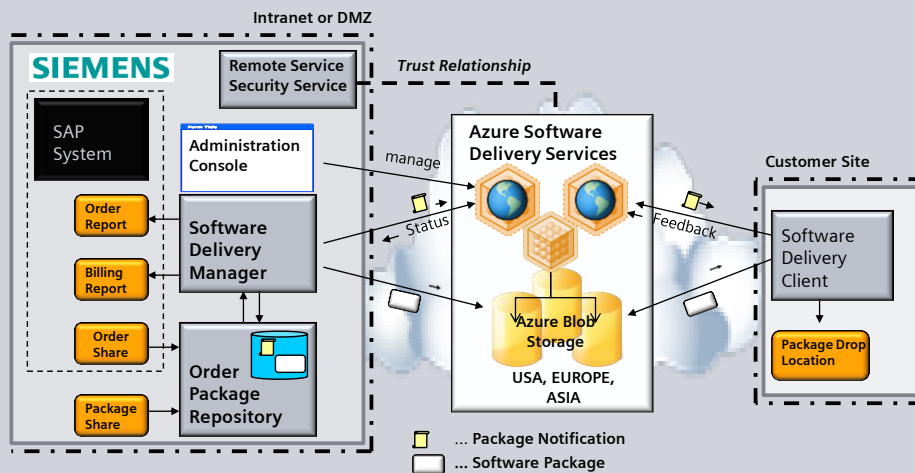 Intranet or DMZ
SIEMENS
Remote Service
Security Service
Trust Relationship
SAP
System
Form Title
Administration
Console
manage
Azure Software
Delivery Services
Customer Site
Order
Report
Software
Delivery
Manager
Status
Feedback
Software
Delivery
Client
Billing
Report
Order
Share
Order
Package
Repository
Azure Blob
Storage
Package Drop
Location
USA, EUROPE,
ASIA
Package
Share
... Package Notification
... Software Package